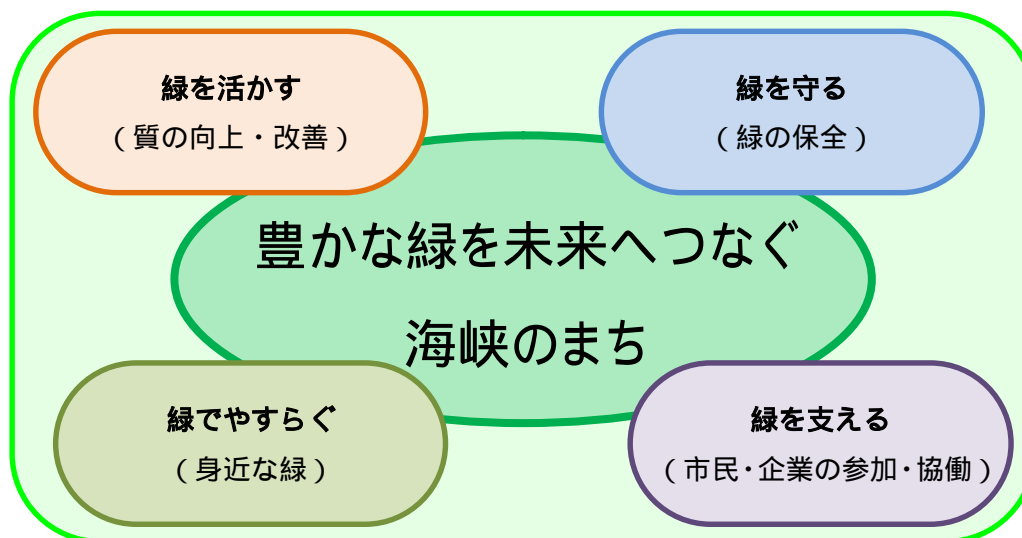 緑を活かす
（質の向上・改善）
緑を守る
（緑の保全）
豊かな緑を未来へつなぐ
海峡のまち
緑でやすらぐ
（身近な緑）
緑を支える
（市民・企業の参加・協働）